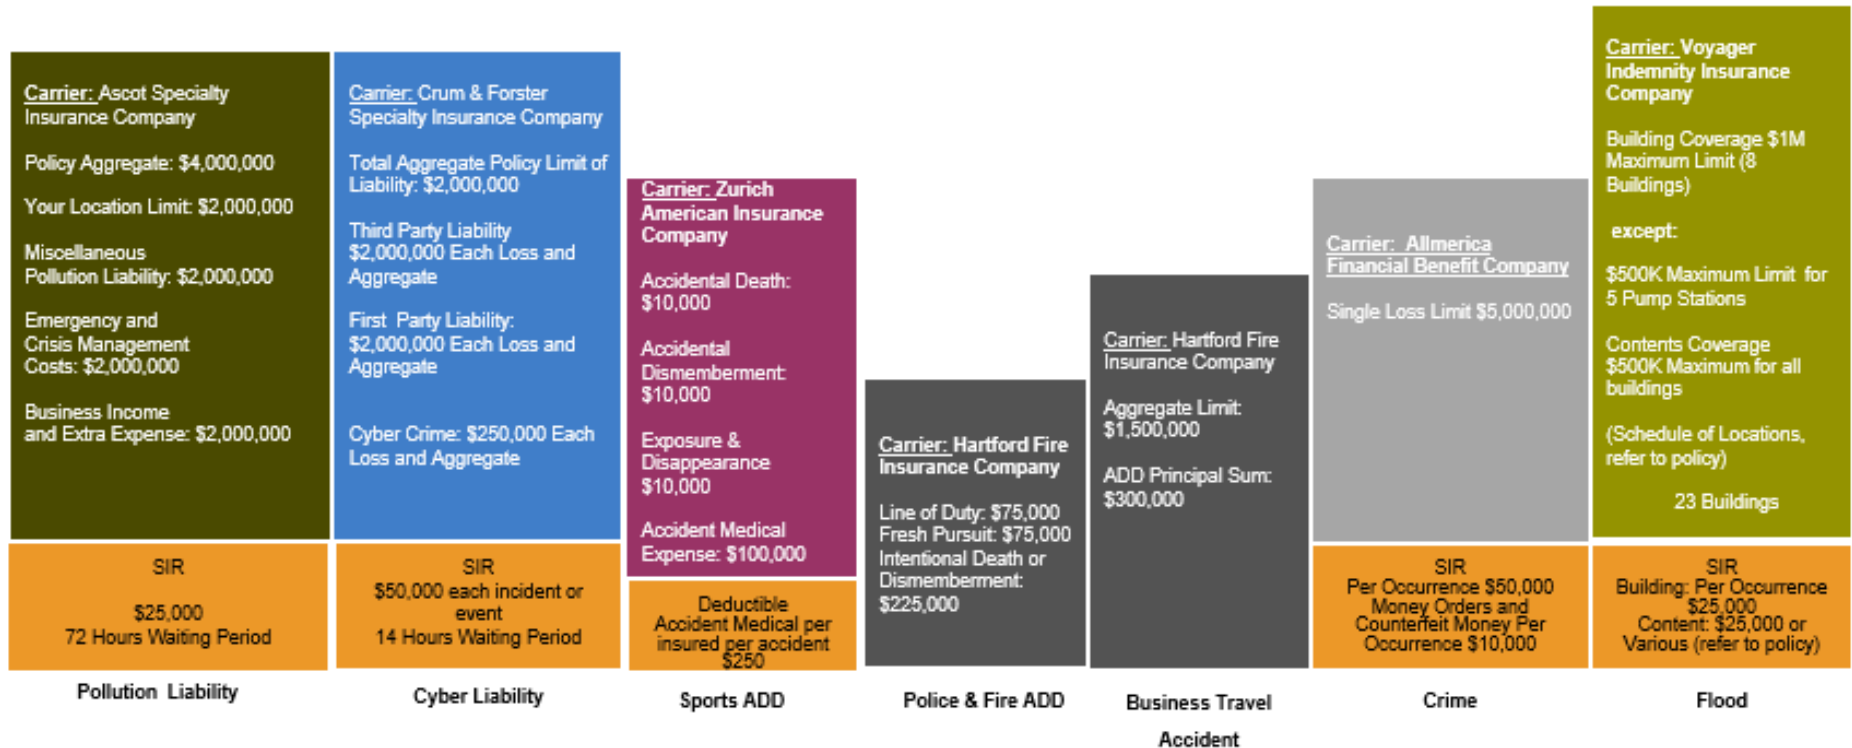 Carrier: Ascot Specialty
Insurance Company
Policy Aggregate: $4,000,000
Your Location Limit: $2,000,000
Miscellaneous
Pollution Liability: $2,000,000
Emergency and
Crisis Management
Costs: $2,000,000
Business Income
and Extra Expense: $2,000,000
SIR
$25,000
72 Hours Waiting Period
Pollution Liability
Carrier: Crum & Forster
Specialty Insurance Company
Total Aggregate Policy Limit of
Liability: $2,000,000
Third Party Liability
$2,000,000 Each Loss and
Aggregate
First Party Liability:
$2,000,000 Each Loss and
Aggregate
Cyber Crime: $250,000 Each
Loss and Aggregate
SIR
$50,000 each incident or
event
14 Hours Waiting Period
Cyber Liability
Carrier: Zurich
American Insurance
Company
Accidental Death:
$10,000
Accidental
Dismemberment:
$10,000
Exposure &
Disappearance
$10,000
Accident Medical
Expense: $100,000
Deductible
Accident Medical per
insured per accident
$250
Sports ADD
Carrier: Hartford Fire
Insurance Company
Line of Duty: $75,000
Fresh Pursuit: $75,000
Intentional Death or
Dismemberment:
$225,000
Police & Fire ADD
Carrier: Hartford Fire
Insurance Company
Aggregate Limit:
$1,500,000
ADD Principal Sum:
$300,000
Business Travel
Accident
Carrier: Allmerica
Financial Benefit Company
Single Loss Limit $5,000,000
SIR
Per Occurrence $50,000
Money Orders and
Counterfeit Money Per
Occurrence $10,000
Crime
Carrier: Voyager
Indemnity Insurance
Company
Building Coverage $1M
Maximum Limit (8
Buildings)
except:
$500K Maximum Limit for
5 Pump Stations
Contents Coverage
$500K Maximum for all
buildings
(Schedule of Locations,
refer to policy)
23 Buildings
SIR
Building: Per Occurrence
$25,000
Content: $25,000 or
Various (refer to policy)
Flood